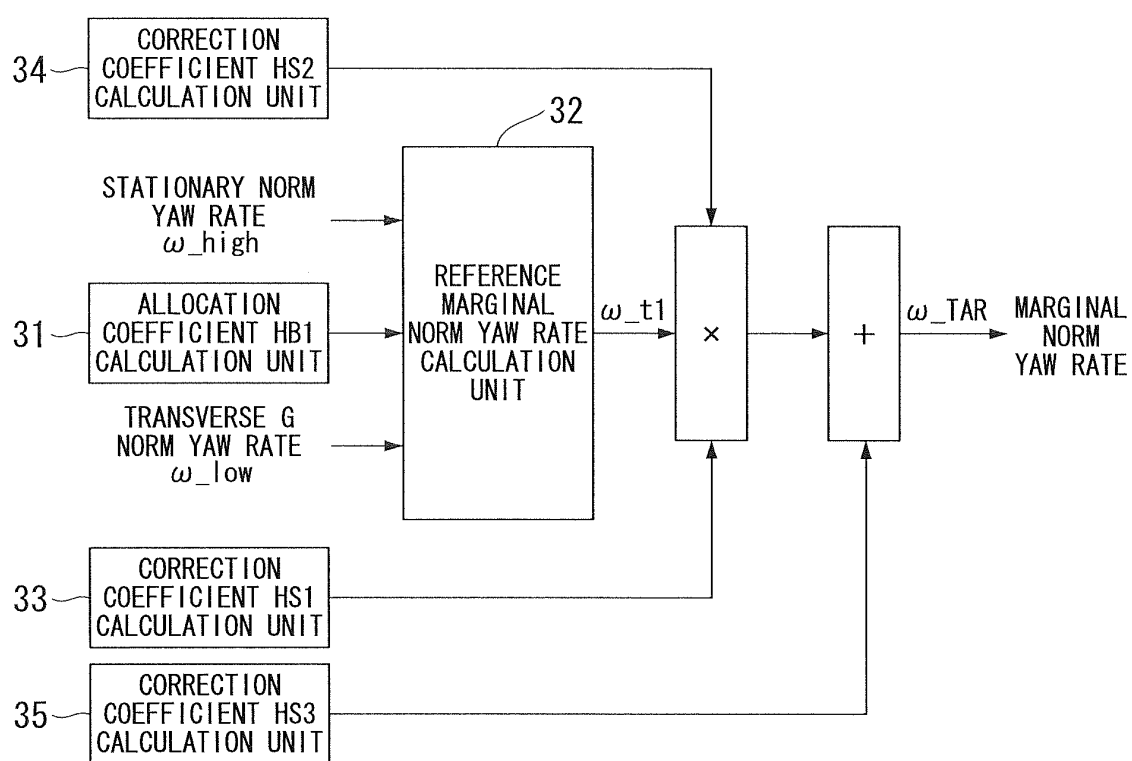 34
CORRECTION
COEFFICIENT HS2
CALCULATION UNIT
32
STATIONARY NORM
YAW RATE
ω_high
31
ALLOCATION
COEFFICIENT HB1
CALCULATION UNIT
TRANSVERSE G
NORM YAW RATE
ω_low
REFERENCE
MARGINAL
NORM YAW RATE
CALCULATION
UNIT
ω_t1
×
+
ω_TAR
MARGINAL
NORM
YAW RATE
33
CORRECTION
COEFFICIENT HS1
CALCULATION UNIT
35
CORRECTION
COEFFICIENT HS3
CALCULATION UNIT